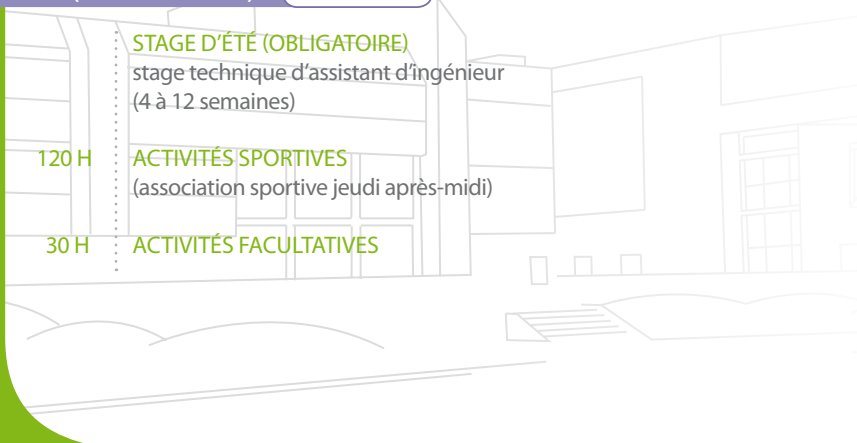 STAGE D'ÉTÉ (OBLIGATOIRE)
stage technique d'assistant d'ingénieur
(4 à 12 semaines)
120 H ACTIVITÉS SPORTIVES
(association sportive jeudi après-midi)
30 H ACTIVITÉS FACULTATIVES